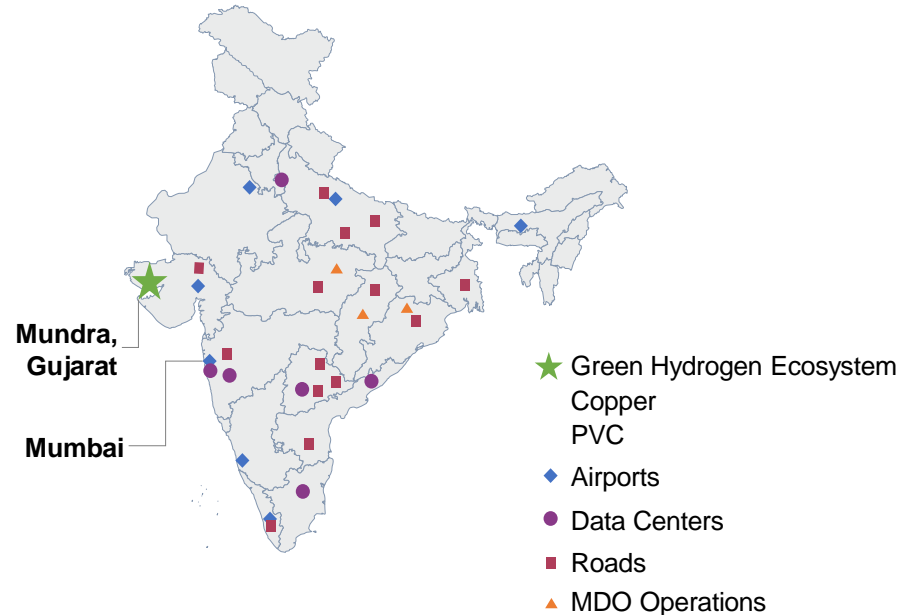 Mundra,
Gujarat
Mumbai
Green Hydrogen Ecosystem
Copper
PVC
Airports
Data Centers
Roads
MDO Operations